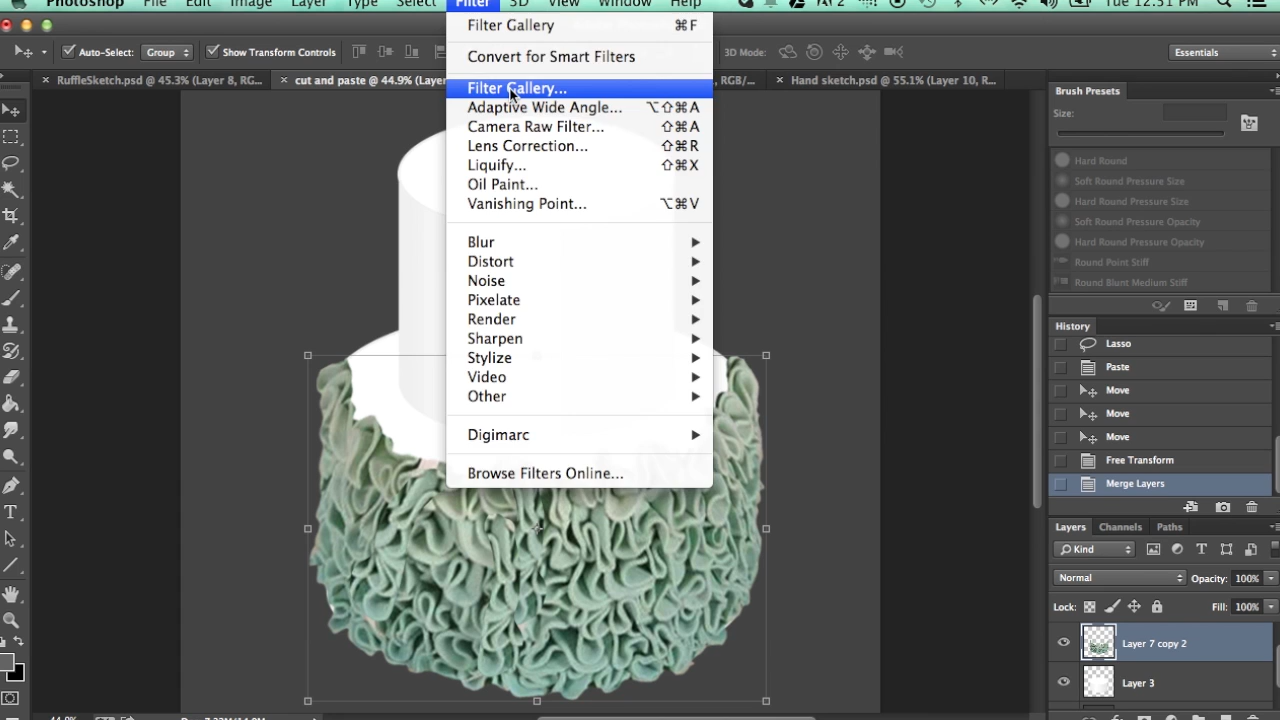 Photoshop File Edit Image Layer Type Select Filter 3D View Window Help Tue 12:51 PM
Filter Gallery ⌘F
Auto-Select: Group Show Transform Controls 3D Mode: Essentials
Convert for Smart Filters
RuffleSketch.psd @ 45.3% (Layer 8, RG... cut and paste @ 44.9% (Layer RGB/... Hand sketch.psd @ 55.1% (Layer 10, R...
Filter Gallery...
Adaptive Wide Angle... ⌥⇧⌘A
Camera Raw Filter... ⇧⌘A
Lens Correction... ⇧⌘R
Liquify... ⇧⌘X
Oil Paint...
Vanishing Point... ⌥⌘V
Blur
Distort
Noise
Pixelate
Render
Sharpen
Stylize
Video
Other
Digimarc
Browse Filters Online...
Brush Presets
Size:
Hard Round
Soft Round Pressure Size
Hard Round Pressure Size
Soft Round Pressure Opacity
Hard Round Pressure Opacity
Round Point Stiff
Round Blunt Medium Stiff
History
Lasso
Paste
Move
Move
Move
Free Transform
Merge Layers
Layers Channels Paths
Kind
Normal Opacity: 100%
Lock: Fill: 100%
Layer 7 copy 2
Layer 3